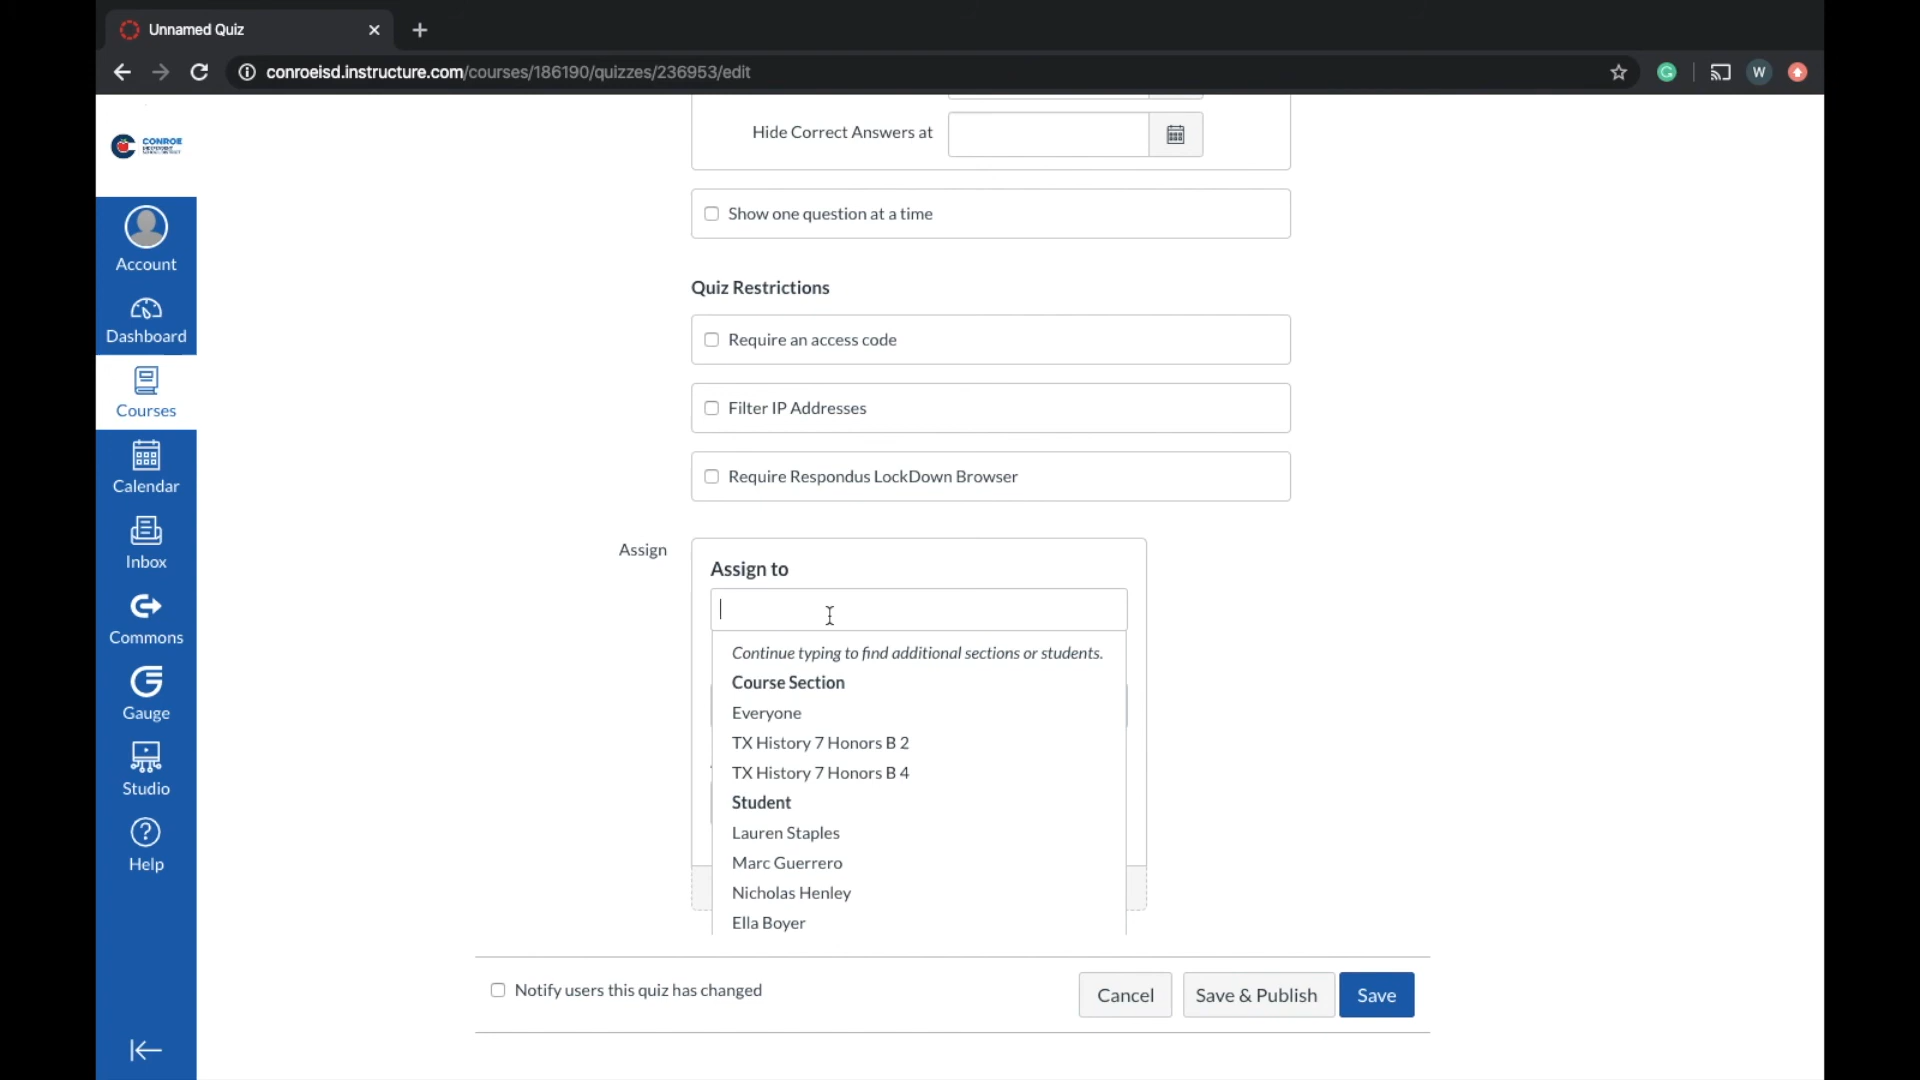 Unnamed Quiz
conroeisd.instructure.com/courses/186190/quizzes/236953/edit
W
CONROE
Hide Correct Answers at
Show one question at a time
Account
Quiz Restrictions
Dashboard
Require an access code
Courses
Filter IP Addresses
Calendar
Require Respondus LockDown Browser
Inbox
Assign
Assign to
Commons
Continue typing to find additional sections or students.
Course Section
Gauge
Everyone
TX History 7 Honors B 2
TX History 7 Honors B 4
Studio
Student
Lauren Staples
Help
Marc Guerrero
Nicholas Henley
Ella Boyer
Notify users this quiz has changed
Cancel
Save & Publish
Save